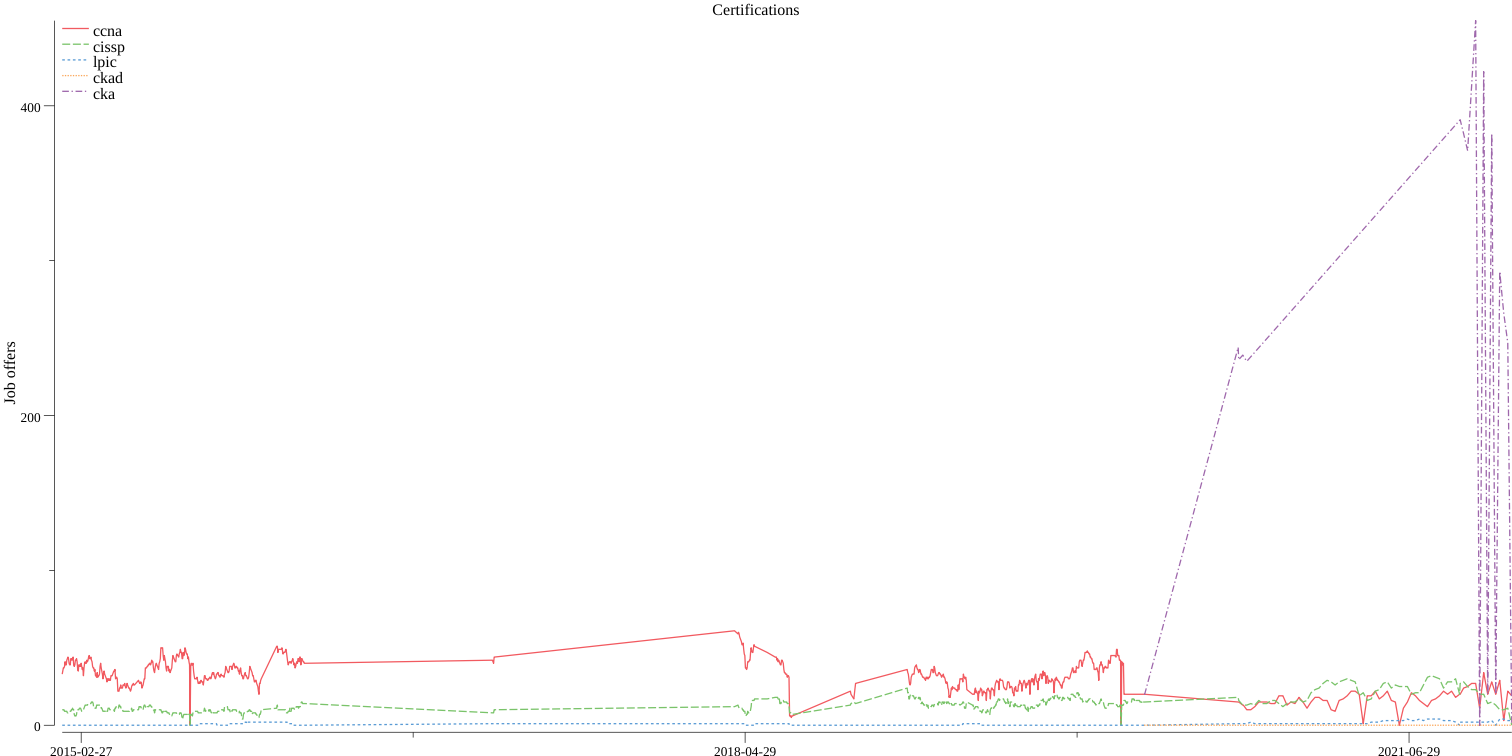 Certifications
ccna
cissp
lpic
ckad
cka
400
Job offers
200
0
2015-02-27
2018-04-29
2021-06-29